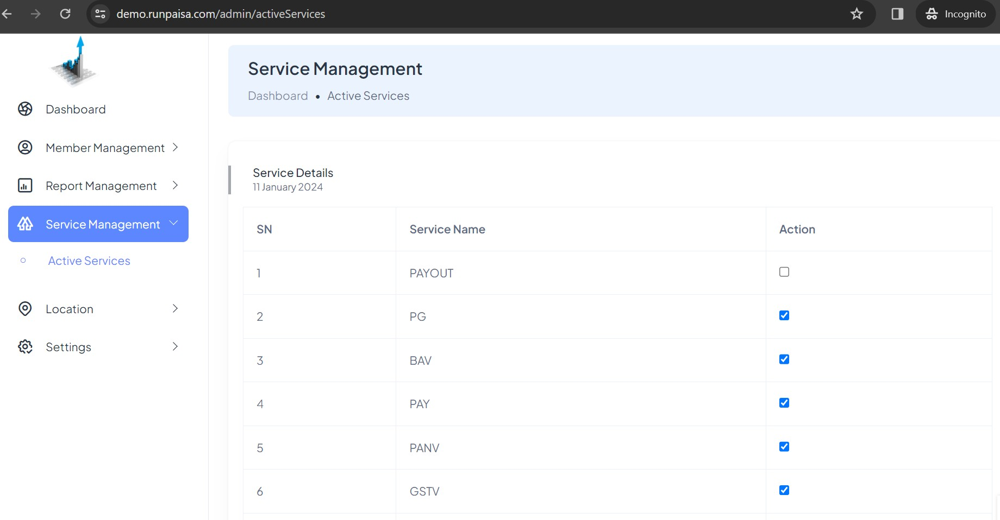 demo.runpaisa.com/admin/activeServices
Incognito
Dashboard
Member Management
Report Management
Service Management
Active Services
Location
Settings
Service Management
Dashboard • Active Services
Service Details
11 January 2024
SN Service Name Action
1 PAYOUT
2 PG
3 BAV
4 PAY
5 PANV
6 GSTV